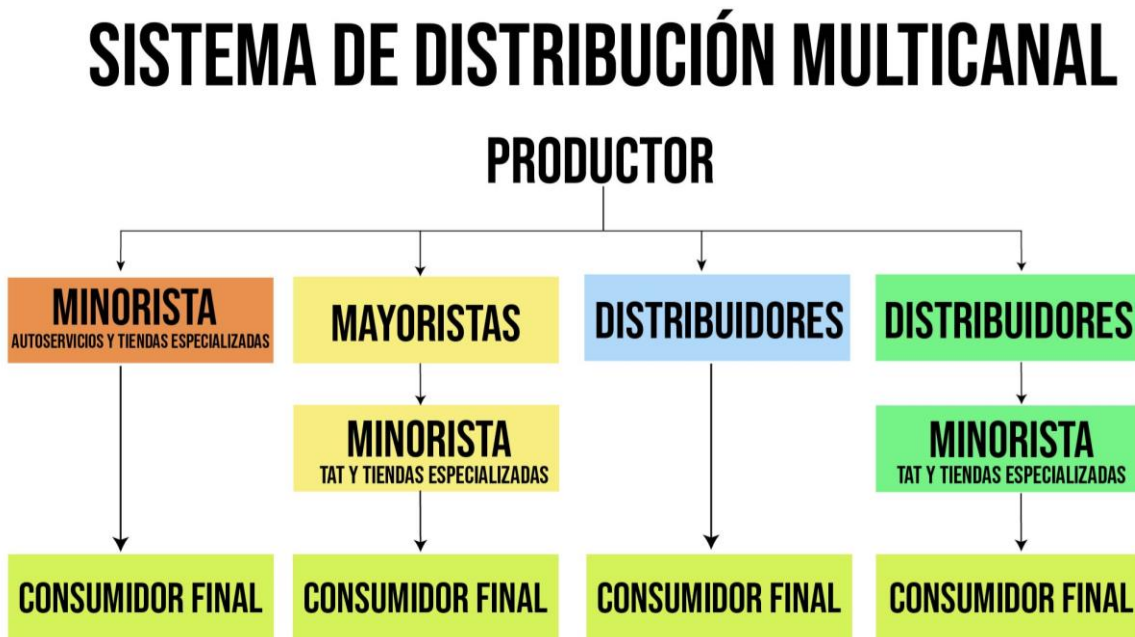 SISTEMA DE DISTRIBUCIÓN MULTICANAL
PRODUCTOR
MINORISTA
AUTOSERVICIOS Y TIENDAS ESPECIALIZADAS
MAYORISTAS
DISTRIBUIDORES
DISTRIBUIDORES
MINORISTA
TAT Y TIENDAS ESPECIALIZADAS
MINORISTA
TAT Y TIENDAS ESPECIALIZADAS
CONSUMIDOR FINAL
CONSUMIDOR FINAL
CONSUMIDOR FINAL
CONSUMIDOR FINAL